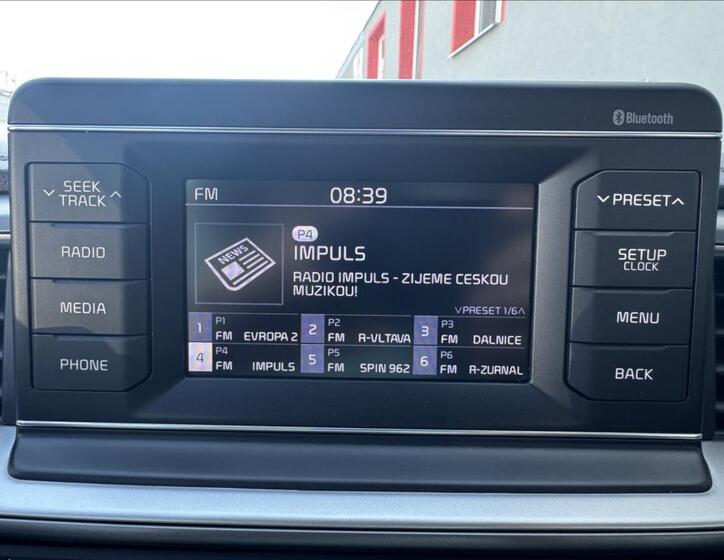 Bluetooth
SEEK
TRACK
RADIO
MEDIA
PHONE
FM 08:39
NEWS
P4
IMPULS
RADIO IMPULS - ZIJEME CESKOU
MUZIKOU!
PRESET 1/6
1 P1 FM EVROPA 2
2 P2 FM R-VLTAVA
3 P3 FM DALNICE
4 P4 FM IMPULS
5 P5 FM SPIN 962
6 P6 FM R-ZURNAL
PRESET
SETUP
CLOCK
MENU
BACK